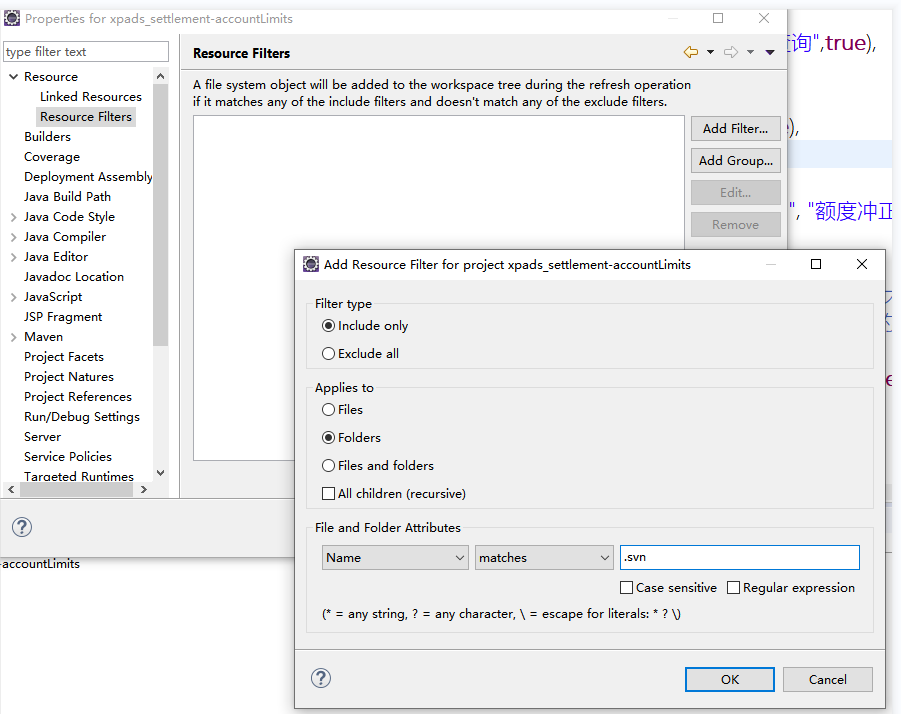 Properties for xpads_settlement-accountLimits
type filter text
Resource
Linked Resources
Resource Filters
Builders
Coverage
Deployment Assembly
Java Build Path
Java Code Style
Java Compiler
Java Editor
Javadoc Location
JavaScript
JSP Fragment
Maven
Project Facets
Project Natures
Project References
Run/Debug Settings
Server
Service Policies
Targeted Runtimes
Resource Filters
A file system object will be added to the workspace tree during the refresh operation
if it matches any of the include filters and doesn't match any of the exclude filters.
Add Filter...
Add Group...
Edit...
Remove
询",true),
),
", "额度冲正
-accountLimits
Add Resource Filter for project xpads_settlement-accountLimits
Filter type
Include only
Exclude all
Applies to
Files
Folders
Files and folders
All children (recursive)
File and Folder Attributes
Name matches .svn
Case sensitive Regular expression
(* = any string, ? = any character, \ = escape for literals: * ? \)
OK Cancel